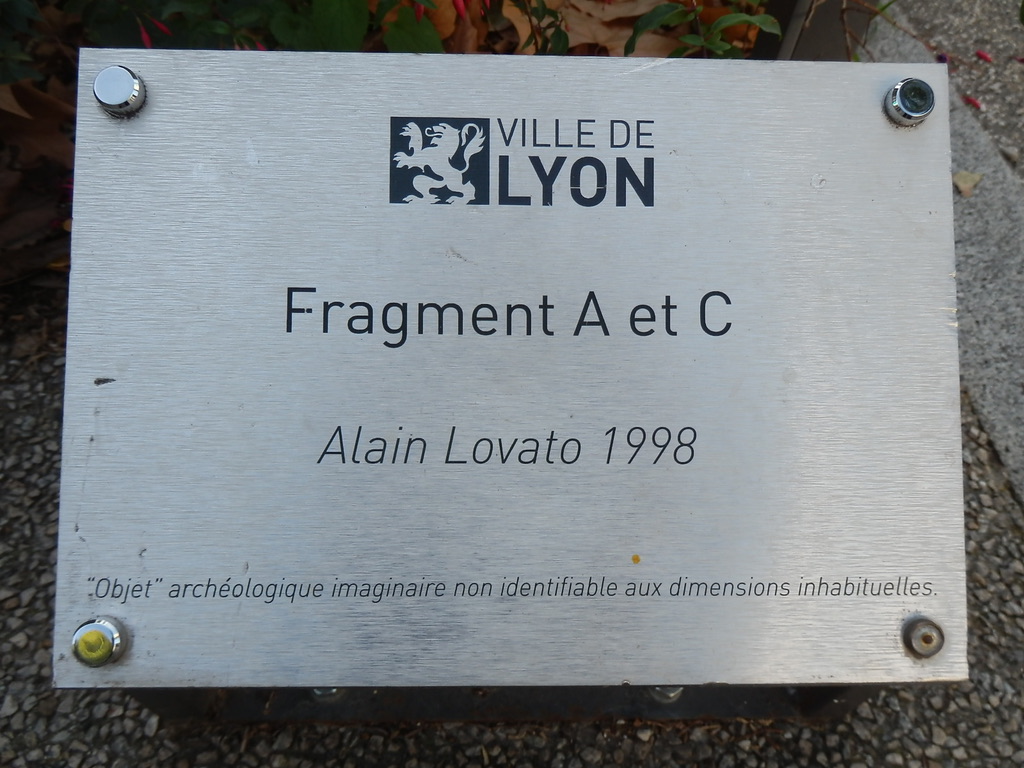 VILLE DE
LYON
Fragment A et C
Alain Lovato 1998
"Objet" archéologique imaginaire non identifiable aux dimensions inhabituelles.